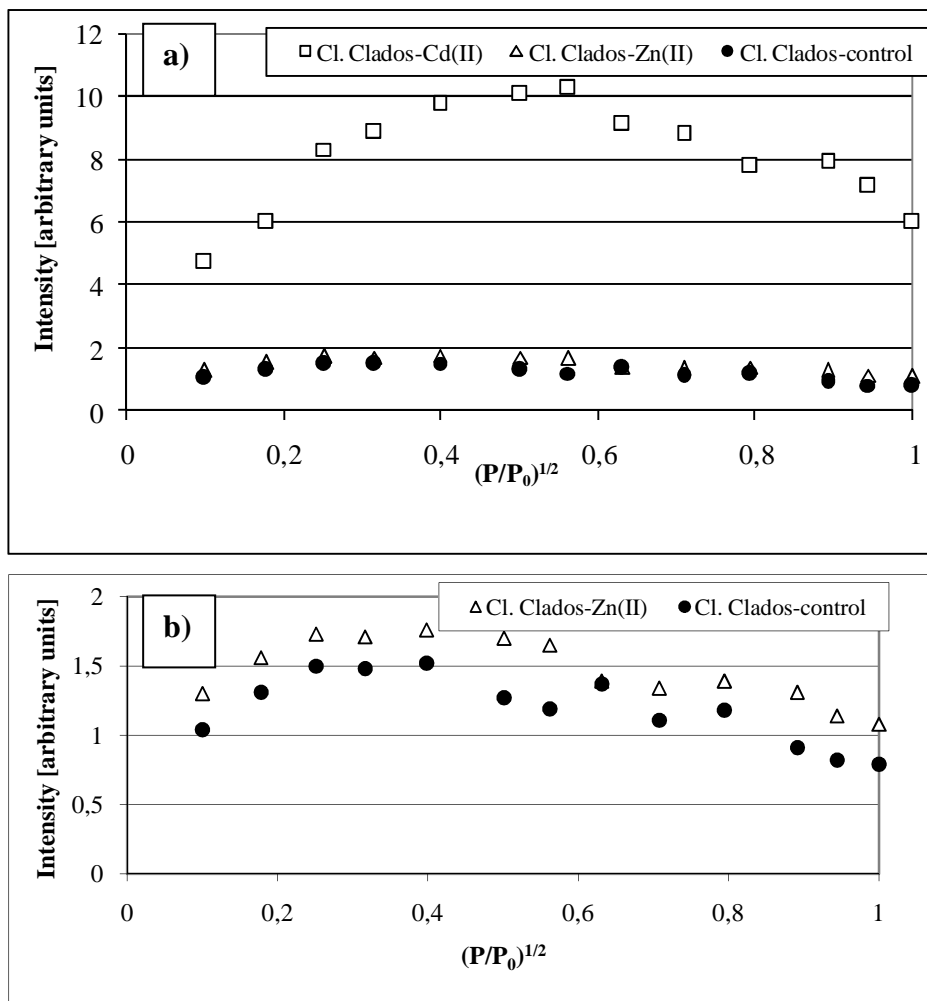 a)
Cl. Clados-Cd(II) Cl. Clados-Zn(II) Cl. Clados-control
Intensity [arbitrary units]
12
10
8
6
4
2
0
0 0,2 0,4 0,6 0,8 1
(P/P₀)¹/²
b)
Cl. Clados-Zn(II) Cl. Clados-control
Intensity [arbitrary units]
2
1,5
1
0,5
0
0 0,2 0,4 0,6 0,8 1
(P/P₀)¹/²